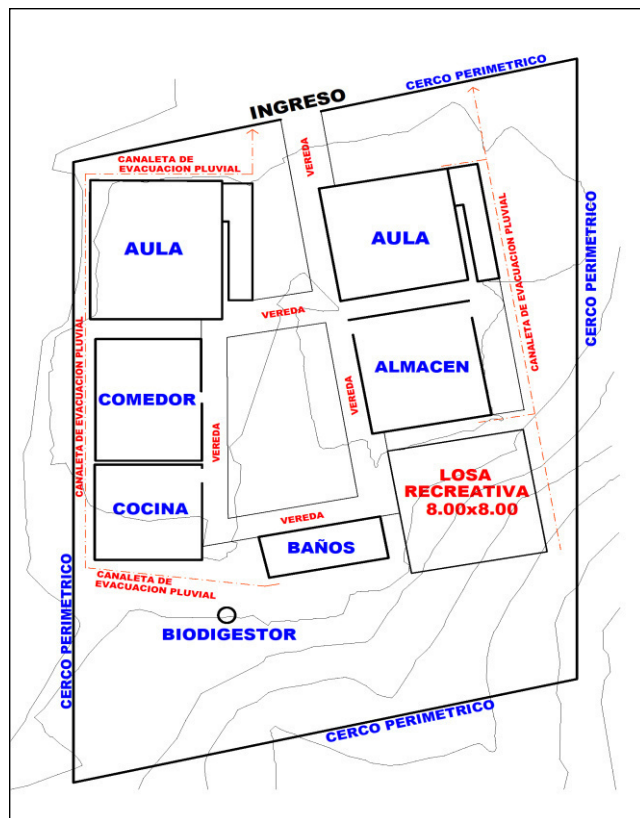 CERCO PERIMETRICO
INGRESO
CANALETA DE
EVACUACION PLUVIAL
VEREDA
AULA
AULA
CERCO PERIMETRICO
CANALETA DE EVACUACION PLUVIAL
VEREDA
CANALETA DE EVACUACION PLUVIAL
COMEDOR
VEREDA
VEREDA
ALMACEN
COCINA
LOSA
RECREATIVA
8.00x8.00
VEREDA
BAÑOS
CANALETA DE
EVACUACION PLUVIAL
CERCO PERIMETRICO
BIODIGESTOR
CERCO PERIMETRICO